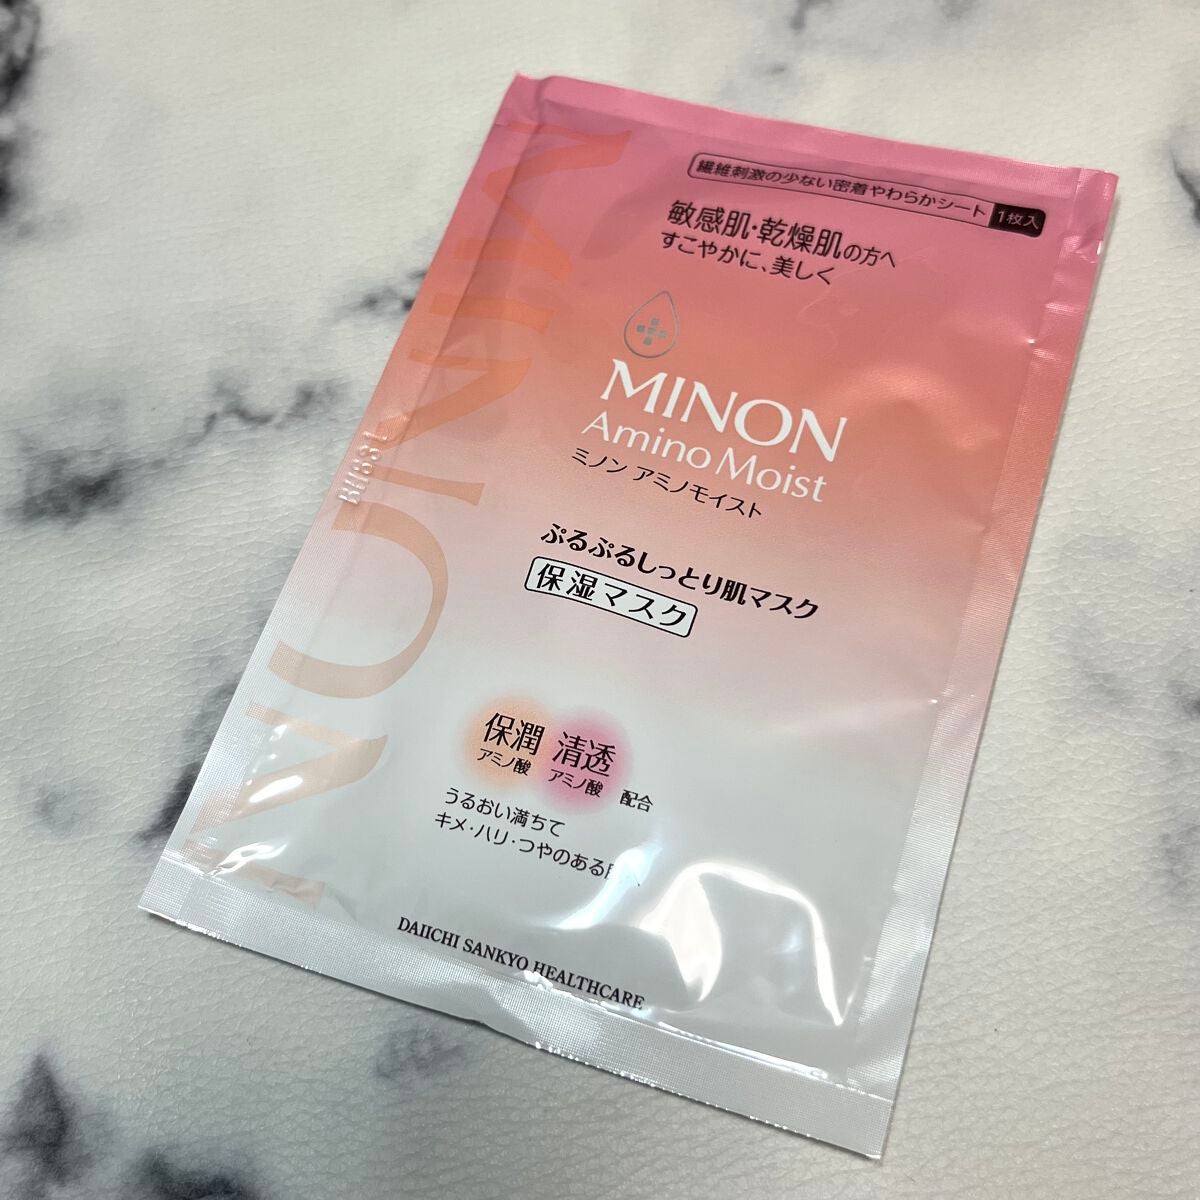 繊維刺激の少ない密着やわらかシート 1枚入
敏感肌・乾燥肌の方へ
すこやかに、美しく
MINON
Amino Moist
ミノン アミノモイスト
ぷるぷるしっとり肌マスク
保湿マスク
保潤 清透
アミノ酸 アミノ酸 配合
うるおい満ちて
キメ・ハリ・つやのある
DAIICHI SANKYO HEALTHCARE
MINON